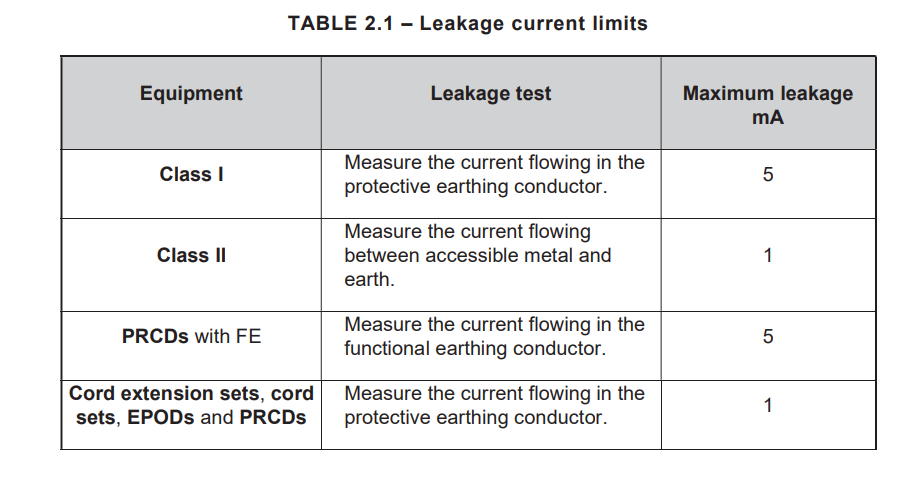 TABLE 2.1 – Leakage current limits
Equipment
Leakage test
Maximum leakage
mA
Class I
Measure the current flowing in the
protective earthing conductor.
5
Class II
Measure the current flowing
between accessible metal and
earth.
1
PRCDs with FE
Measure the current flowing in the
functional earthing conductor.
5
Cord extension sets, cord
sets, EPODs and PRCDs
Measure the current flowing in the
protective earthing conductor.
1